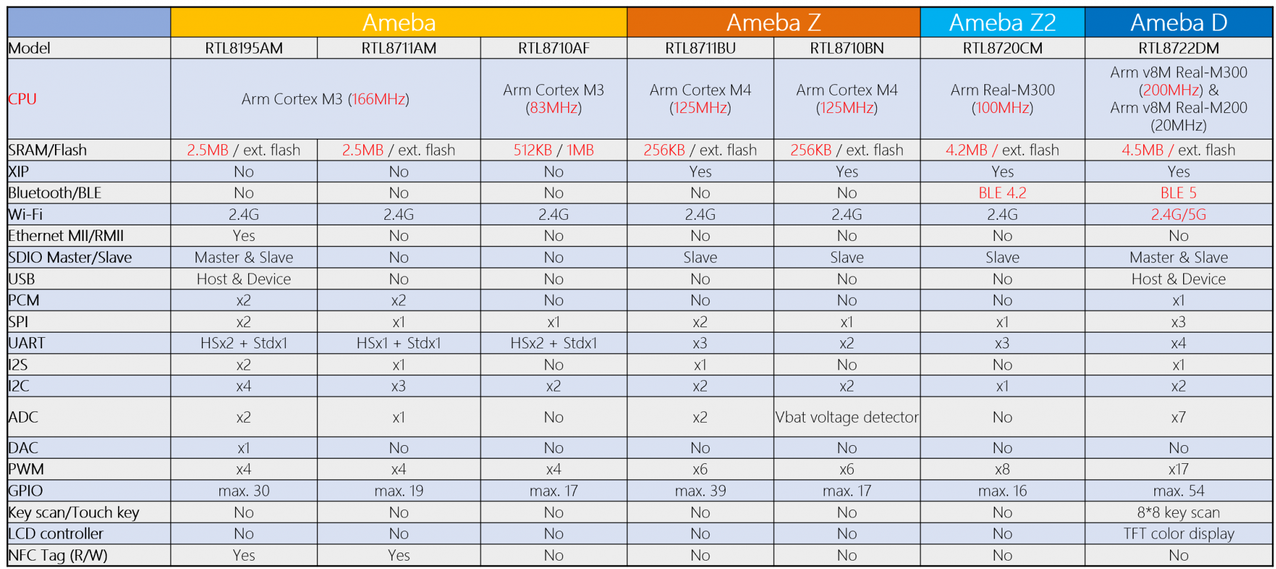 Ameba Ameba Z Ameba Z2 Ameba D
Model RTL8195AM RTL8711AM RTL8710AF RTL8711BU RTL8710BN RTL8720CM RTL8722DM
CPU Arm Cortex M3 (166MHz) Arm Cortex M3 (83MHz) Arm Cortex M4 (125MHz) Arm Cortex M4 (125MHz) Arm Real-M300 (100MHz) Arm v8M Real-M300 (200MHz) & Arm v8M Real-M200 (20MHz)
SRAM/Flash 2.5MB / ext. flash 2.5MB / ext. flash 512KB / 1MB 256KB / ext. flash 256KB / ext. flash 4.2MB / ext. flash 4.5MB / ext. flash
XIP No No No Yes Yes Yes Yes
Bluetooth/BLE No No No No No BLE 4.2 BLE 5
Wi-Fi 2.4G 2.4G 2.4G 2.4G 2.4G 2.4G 2.4G/5G
Ethernet MII/RMII Yes No No No No No No
SDIO Master/Slave Master & Slave No No Slave Slave Slave Master & Slave
USB Host & Device No No No No No Host & Device
PCM x2 x2 No No No No x1
SPI x2 x1 x1 x2 x1 x1 x3
UART HSx2 + Stdx1 HSx1 + Stdx1 HSx2 + Stdx1 x3 x2 x3 x4
I2S x2 x1 No x1 No No x1
I2C x4 x3 x2 x2 x2 x1 x2
ADC x2 x1 No x2 Vbat voltage detector No x7
DAC x1 No No No No No No
PWM x4 x4 x4 x6 x6 x8 x17
GPIO max. 30 max. 19 max. 17 max. 39 max. 17 max. 16 max. 54
Key scan/Touch key No No No No No No 8*8 key scan
LCD controller No No No No No No TFT color display
NFC Tag (R/W) Yes Yes No No No No No